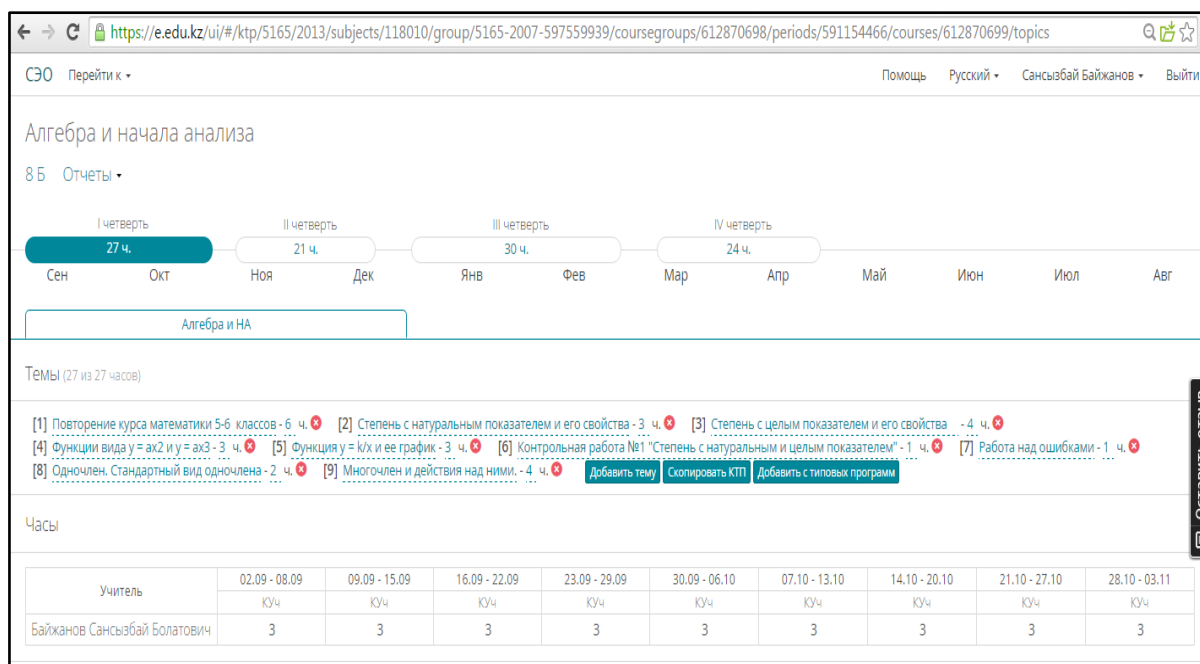 https://e.edu.kz/ui/#/ktp/5165/2013/subjects/118010/group/5165-2007-597559939/coursegroups/612870698/periods/591154466/courses/612870699/topics
СЭО Перейти к Помощь Русский Сансызбай Байжанов Выйти
Алгебра и начала анализа
8 Б Отчеты
I четверть II четверть III четверть IV четверть
27 ч. 21 ч. 30 ч. 24 ч.
Сен Окт Ноя Дек Янв Фев Мар Апр Май Июн Июл Авг
Алгебра и НА
Темы (27 из 27 часов)
[1] Повторение курса математики 5-6 классов - 6 ч. [2] Степень с натуральным показателем и его свойства - 3 ч. [3] Степень с целым показателем и его свойства - 4 ч.
[4] Функции вида y = ax2 и y = ax3 - 3 ч. [5] Функция y = k/x и ее график - 3 ч. [6] Контрольная работа №1 "Степень с натуральным и целым показателем" - 1 ч. [7] Работа над ошибками - 1 ч.
[8] Одночлен. Стандартный вид одночлена - 2 ч. [9] Многочлен и действия над ними. - 4 ч. Добавить тему Скопировать КТП Добавить с типовых программ
Оставить отзыв
Часы
Учитель 02.09 - 08.09 09.09 - 15.09 16.09 - 22.09 23.09 - 29.09 30.09 - 06.10 07.10 - 13.10 14.10 - 20.10 21.10 - 27.10 28.10 - 03.11
КУч КУч КУч КУч КУч КУч КУч КУч КУч
Байжанов Сансызбай Болатович 3 3 3 3 3 3 3 3 3